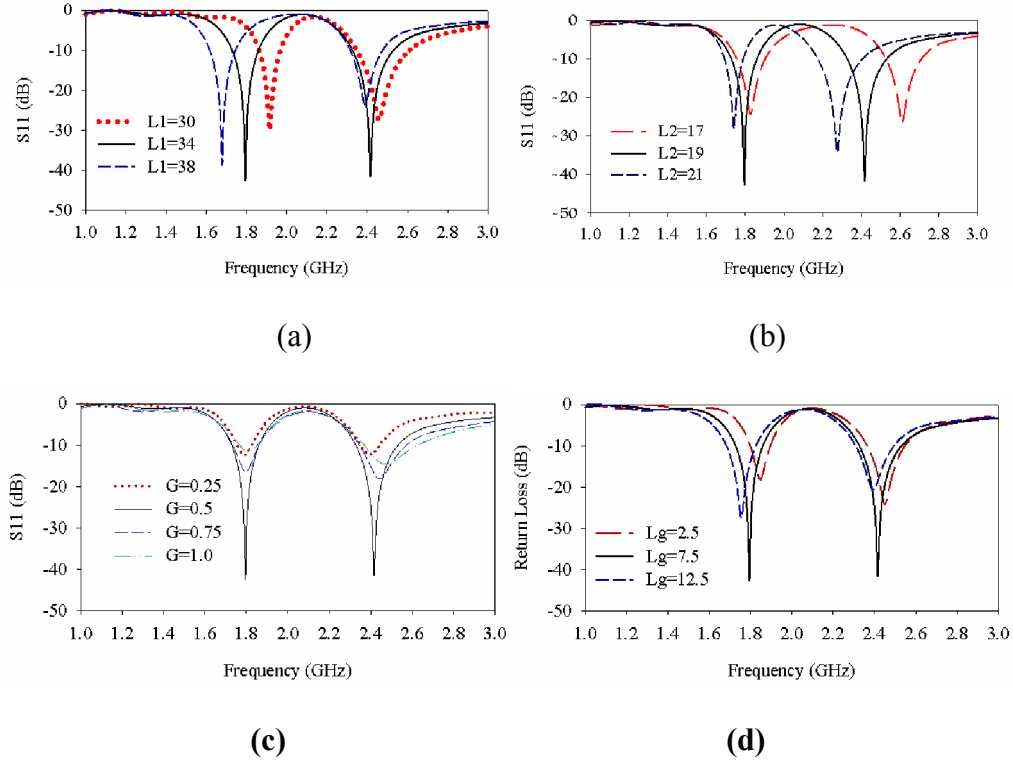 0
-10
-20
-30
-40
-50
S11 (dB)
L1=30
L1=34
L1=38
1.0 1.2 1.4 1.6 1.8 2.0 2.2 2.4 2.6 2.8 3.0
Frequency (GHz)
(a)
0
-10
-20
-30
-40
-50
S11 (dB)
L2=17
L2=19
L2=21
1.0 1.2 1.4 1.6 1.8 2.0 2.2 2.4 2.6 2.8 3.0
Frequency (GHz)
(b)
0
-10
-20
-30
-40
-50
S11 (dB)
G=0.25
G=0.5
G=0.75
G=1.0
1.0 1.2 1.4 1.6 1.8 2.0 2.2 2.4 2.6 2.8 3.0
Frequency (GHz)
(c)
0
-10
-20
-30
-40
-50
Return Loss (dB)
Lg=2.5
Lg=7.5
Lg=12.5
1.0 1.2 1.4 1.6 1.8 2.0 2.2 2.4 2.6 2.8 3.0
Frequency (GHz)
(d)